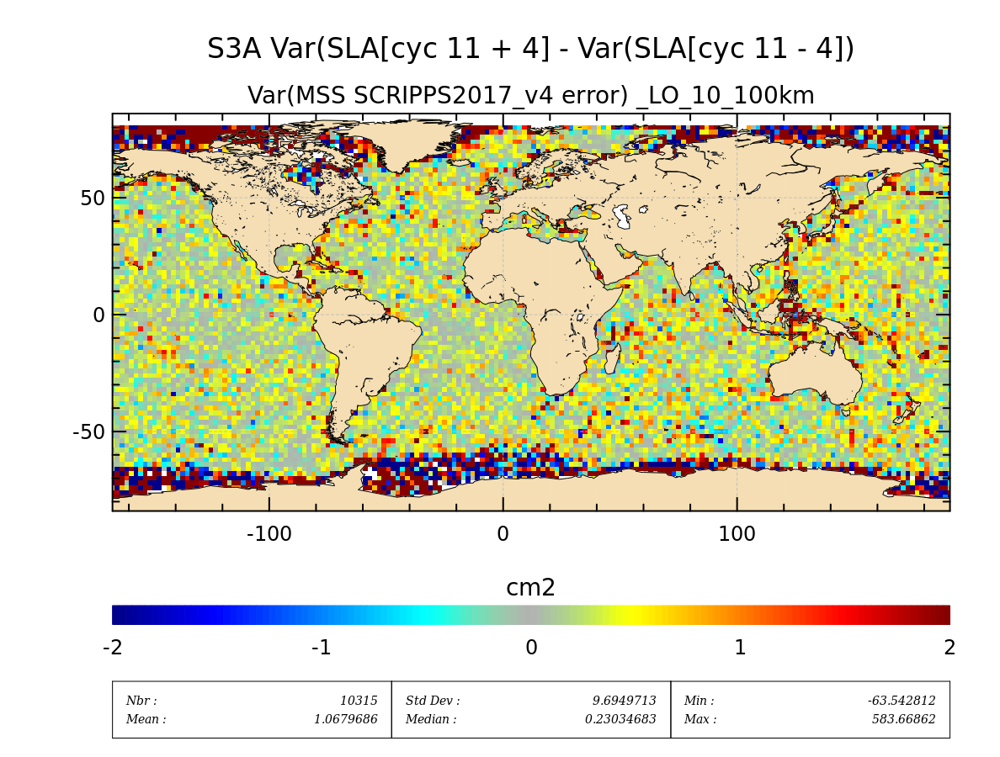 S3A Var(SLA[cyc 11 + 4] - Var(SLA[cyc 11 - 4])
Var(MSS SCRIPPS2017_v4 error) _LO_10_100km
50
0
-50
-100 0 100
cm2
-2 -1 0 1 2
Nbr : 10315 Std Dev : 9.6949713 Min : -63.542812
Mean : 1.0679686 Median : 0.23034683 Max : 583.66862